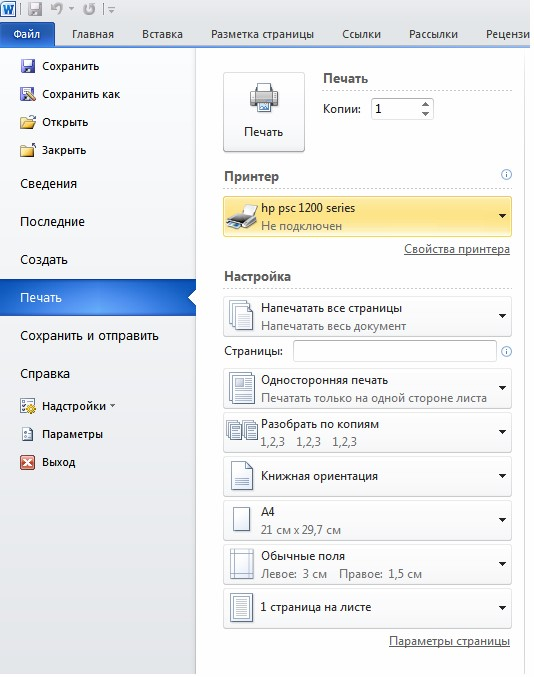 W
Файл Главная Вставка Разметка страницы Ссылки Рассылки Рецензи
Сохранить
Сохранить как
Открыть
Закрыть
Сведения
Последние
Создать
Печать
Сохранить и отправить
Справка
Надстройки
Параметры
Выход
Печать
Печать
Копии: 1
Принтер
hp psc 1200 series
Не подключен
Свойства принтера
Настройка
Напечатать все страницы
Напечатать весь документ
Страницы:
Односторонняя печать
Печатать только на одной стороне листа
Разобрать по копиям
1,2,3 1,2,3 1,2,3
Книжная ориентация
A4
21 см x 29,7 см
Обычные поля
Левое: 3 см Правое: 1,5 см
1 страница на листе
Параметры страницы